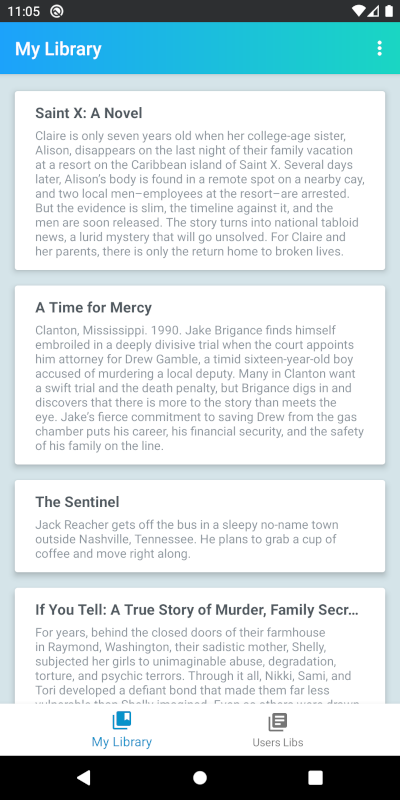 11:05
My Library
Saint X: A Novel
Claire is only seven years old when her college-age sister,
Alison, disappears on the last night of their family vacation
at a resort on the Caribbean island of Saint X. Several days
later, Alison's body is found in a remote spot on a nearby cay,
and two local men–employees at the resort–are arrested.
But the evidence is slim, the timeline against it, and the
men are soon released. The story turns into national tabloid
news, a lurid mystery that will go unsolved. For Claire and
her parents, there is only the return home to broken lives.
A Time for Mercy
Clanton, Mississippi. 1990. Jake Brigance finds himself
embroiled in a deeply divisive trial when the court appoints
him attorney for Drew Gamble, a timid sixteen-year-old boy
accused of murdering a local deputy. Many in Clanton want
a swift trial and the death penalty, but Brigance digs in and
discovers that there is more to the story than meets the
eye. Jake's fierce commitment to saving Drew from the gas
chamber puts his career, his financial security, and the safety
of his family on the line.
The Sentinel
Jack Reacher gets off the bus in a sleepy no-name town
outside Nashville, Tennessee. He plans to grab a cup of
coffee and move right along.
If You Tell: A True Story of Murder, Family Secr...
For years, behind the closed doors of their farmhouse
in Raymond, Washington, their sadistic mother, Shelly,
subjected her girls to unimaginable abuse, degradation,
torture, and psychic terrors. Through it all, Nikki, Sami, and
Tori developed a defiant bond that made them far less
vulnerable than Shelly imagined. Even as others were drawn
My Library
Users Libs